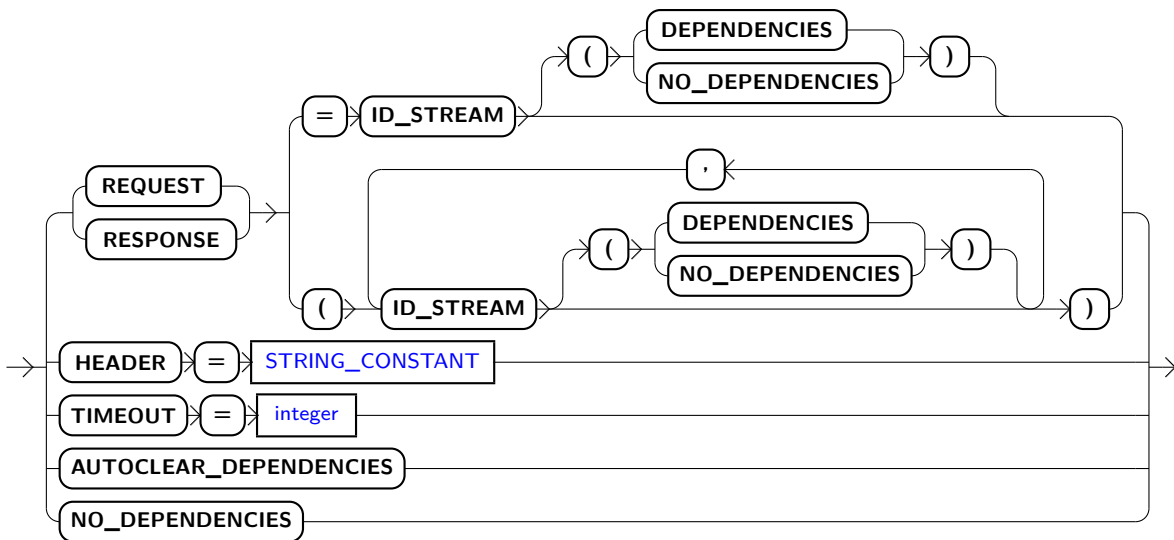 DEPENDENCIES
( )
NO_DEPENDENCIES
= ID_STREAM
,
REQUEST
DEPENDENCIES
RESPONSE
( )
NO_DEPENDENCIES
( ID_STREAM )
HEADER = STRING_CONSTANT
TIMEOUT = integer
AUTOCLEAR_DEPENDENCIES
NO_DEPENDENCIES